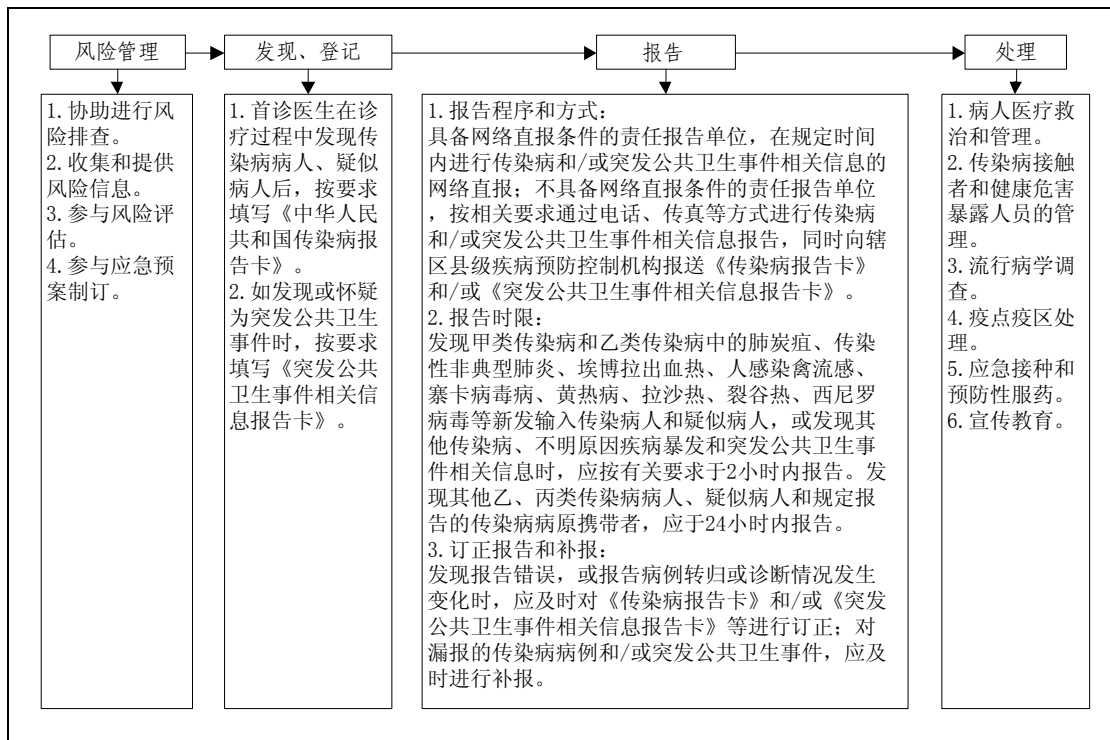 风险管理
发现、登记
报告
处理
1.协助进行风
险排查。
2.收集和提供
风险信息。
3.参与风险评
估。
4.参与应急预
案制订。
1.首诊医生在诊
疗过程中发现传
染病病人、疑似
病人后，按要求
填写《中华人民
共和国传染病报
告卡》。
2.如发现或怀疑
为突发公共卫生
事件时，按要求
填写《突发公共
卫生事件相关信
息报告卡》。
1.报告程序和方式：
具备网络直报条件的责任报告单位，在规定时间
内进行传染病和/或突发公共卫生事件相关信息的
网络直报；不具备网络直报条件的责任报告单位
，按相关要求通过电话、传真等方式进行传染病
和/或突发公共卫生事件相关信息报告，同时向辖
区县级疾病预防控制机构报送《传染病报告卡》
和/或《突发公共卫生事件相关信息报告卡》。
2.报告时限：
发现甲类传染病和乙类传染病中的肺炭疽、传染
性非典型肺炎、埃博拉出血热、人感染禽流感、
寨卡病毒病、黄热病、拉沙热、裂谷热、西尼罗
病毒等新发输入传染病人和疑似病人，或发现其
他传染病、不明原因疾病暴发和突发公共卫生事
件相关信息时，应按有关要求于2小时内报告。发
现其他乙、丙类传染病病人、疑似病人和规定报
告的传染病病原携带者，应于24小时内报告。
3.订正报告和补报：
发现报告错误，或报告病例转归或诊断情况发生
变化时，应及时对《传染病报告卡》和/或《突发
公共卫生事件相关信息报告卡》等进行订正；对
漏报的传染病病例和/或突发公共卫生事件，应及
时进行补报。
1.病人医疗救
治和管理。
2.传染病接触
者和健康危害
暴露人员的管
理。
3.流行病学调
查。
4.疫点疫区处
理。
5.应急接种和
预防性服药。
6.宣传教育。